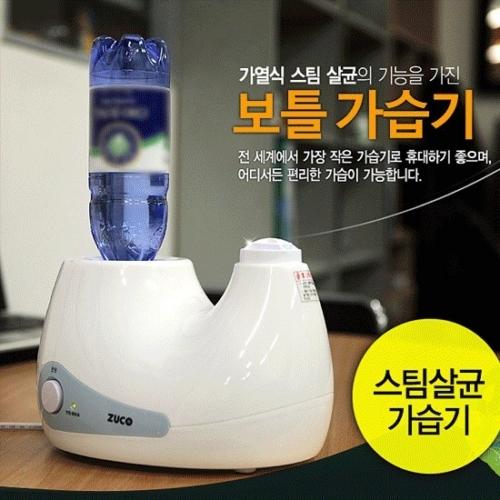 가열식 스팀 살균의 기능을 가진
보틀 가습기
전 세계에서 가장 작은 가습기로 휴대하기 좋으며,
어디서든 편리한 가습이 가능합니다.
ZUCO
스팀살균
가습기